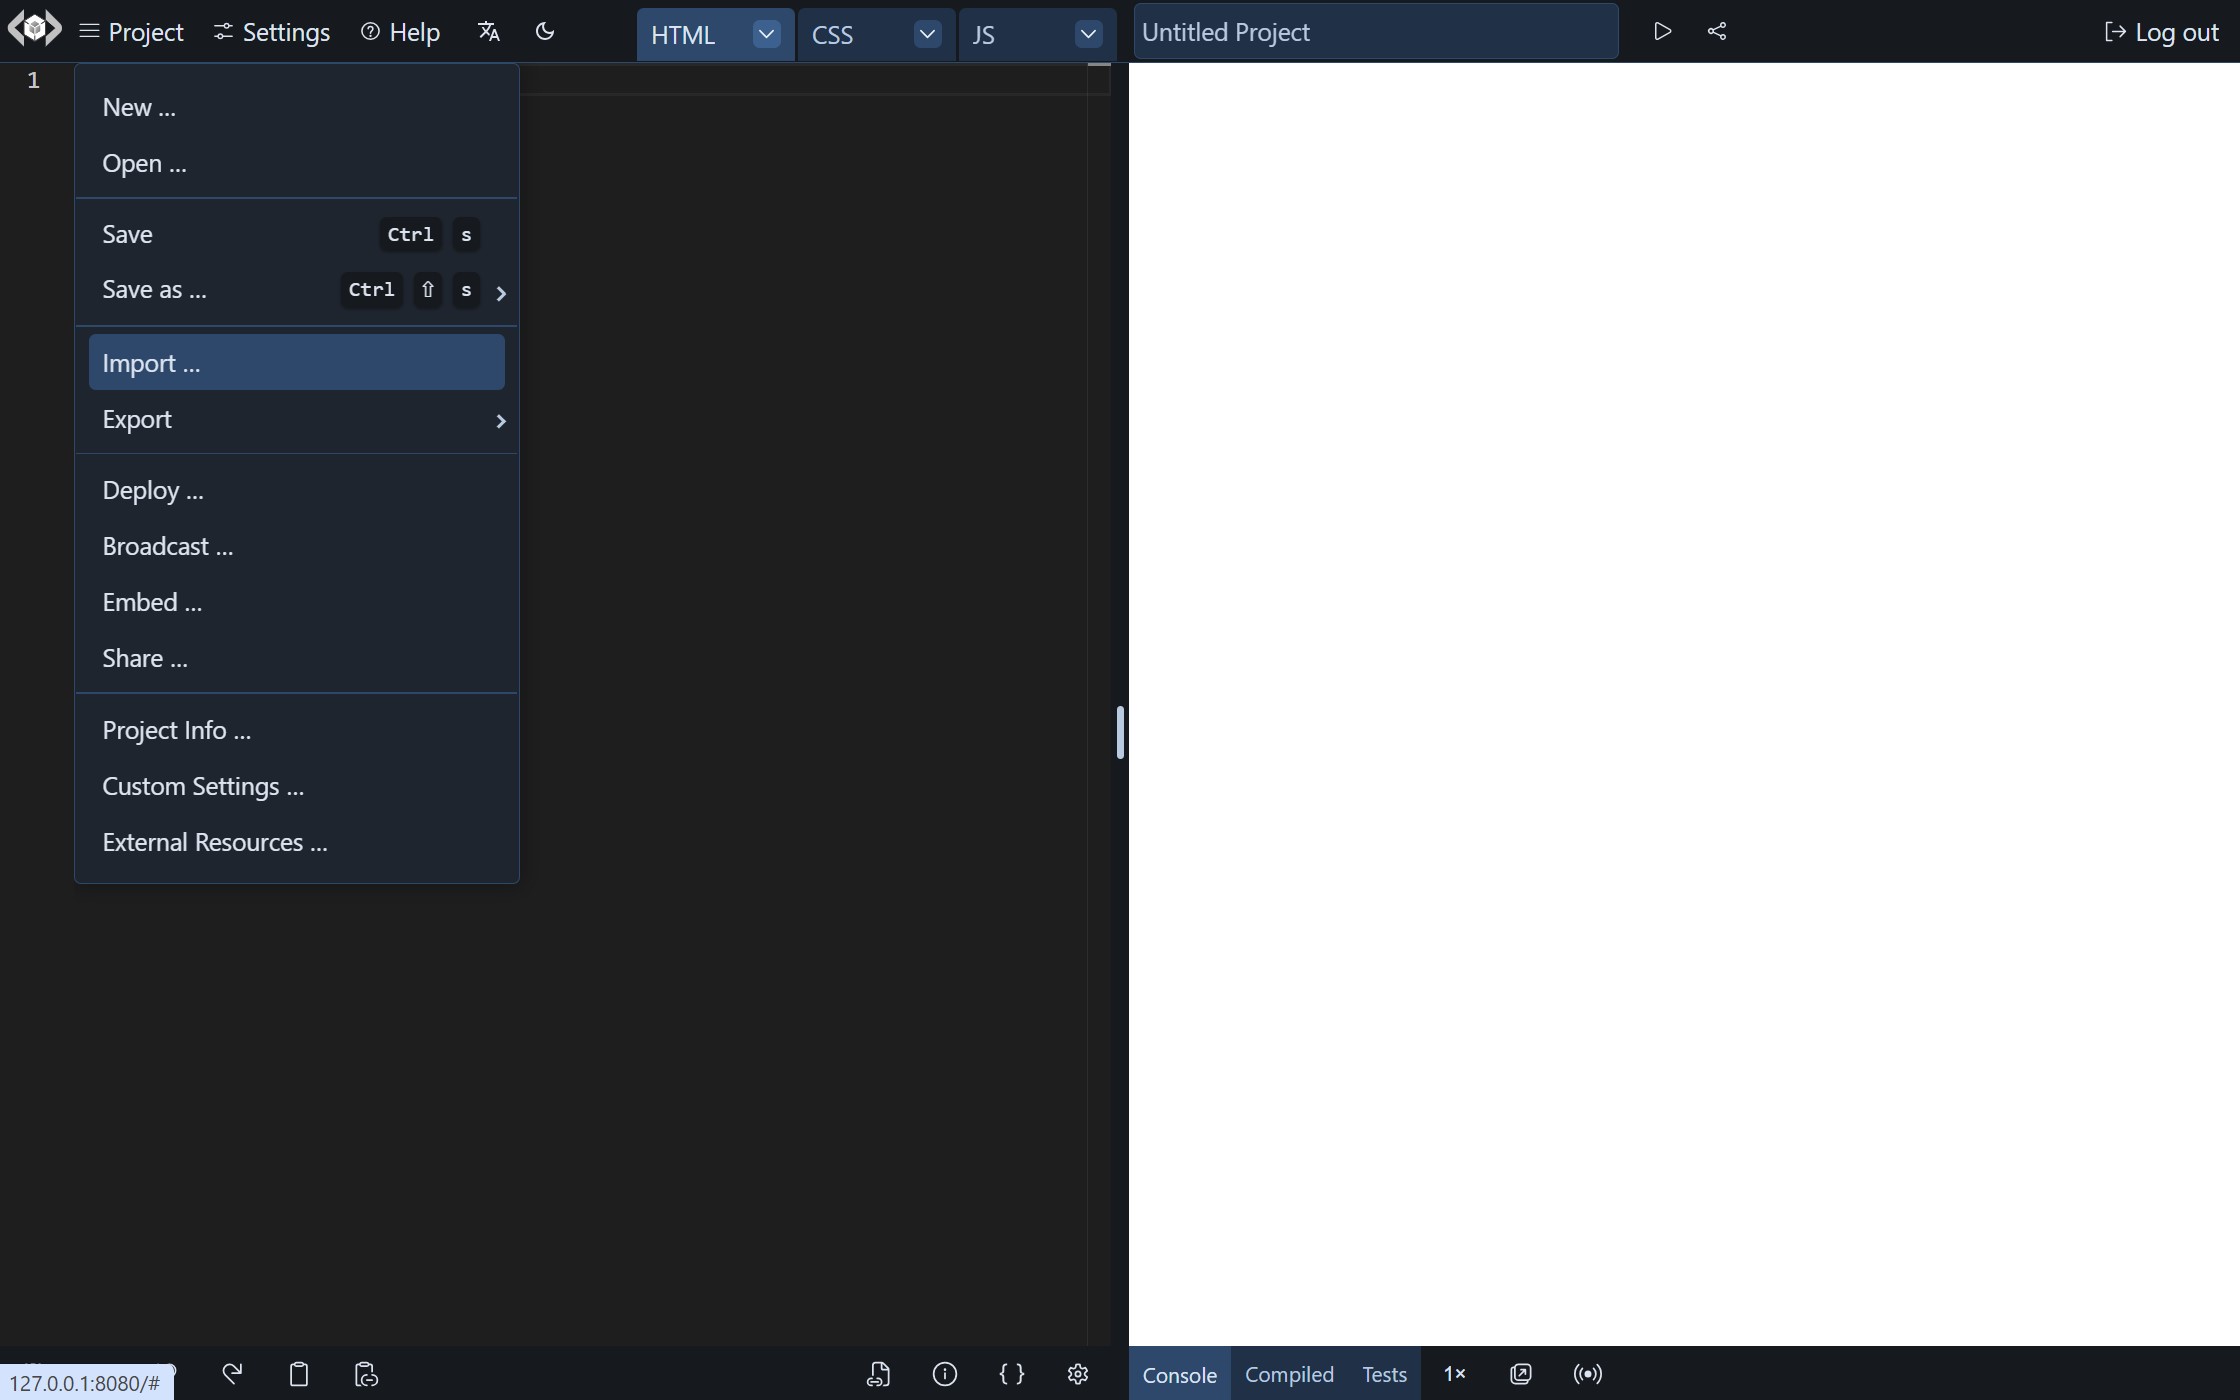 Project Settings Help HTML CSS JS Untitled Project Log out
1
New ...
Open ...
Save Ctrl s
Save as ... Ctrl ⇧ s
Import ...
Export
Deploy ...
Broadcast ...
Embed ...
Share ...
Project Info ...
Custom Settings ...
External Resources ...
127.0.0.1:8080/# Console Compiled Tests 1×